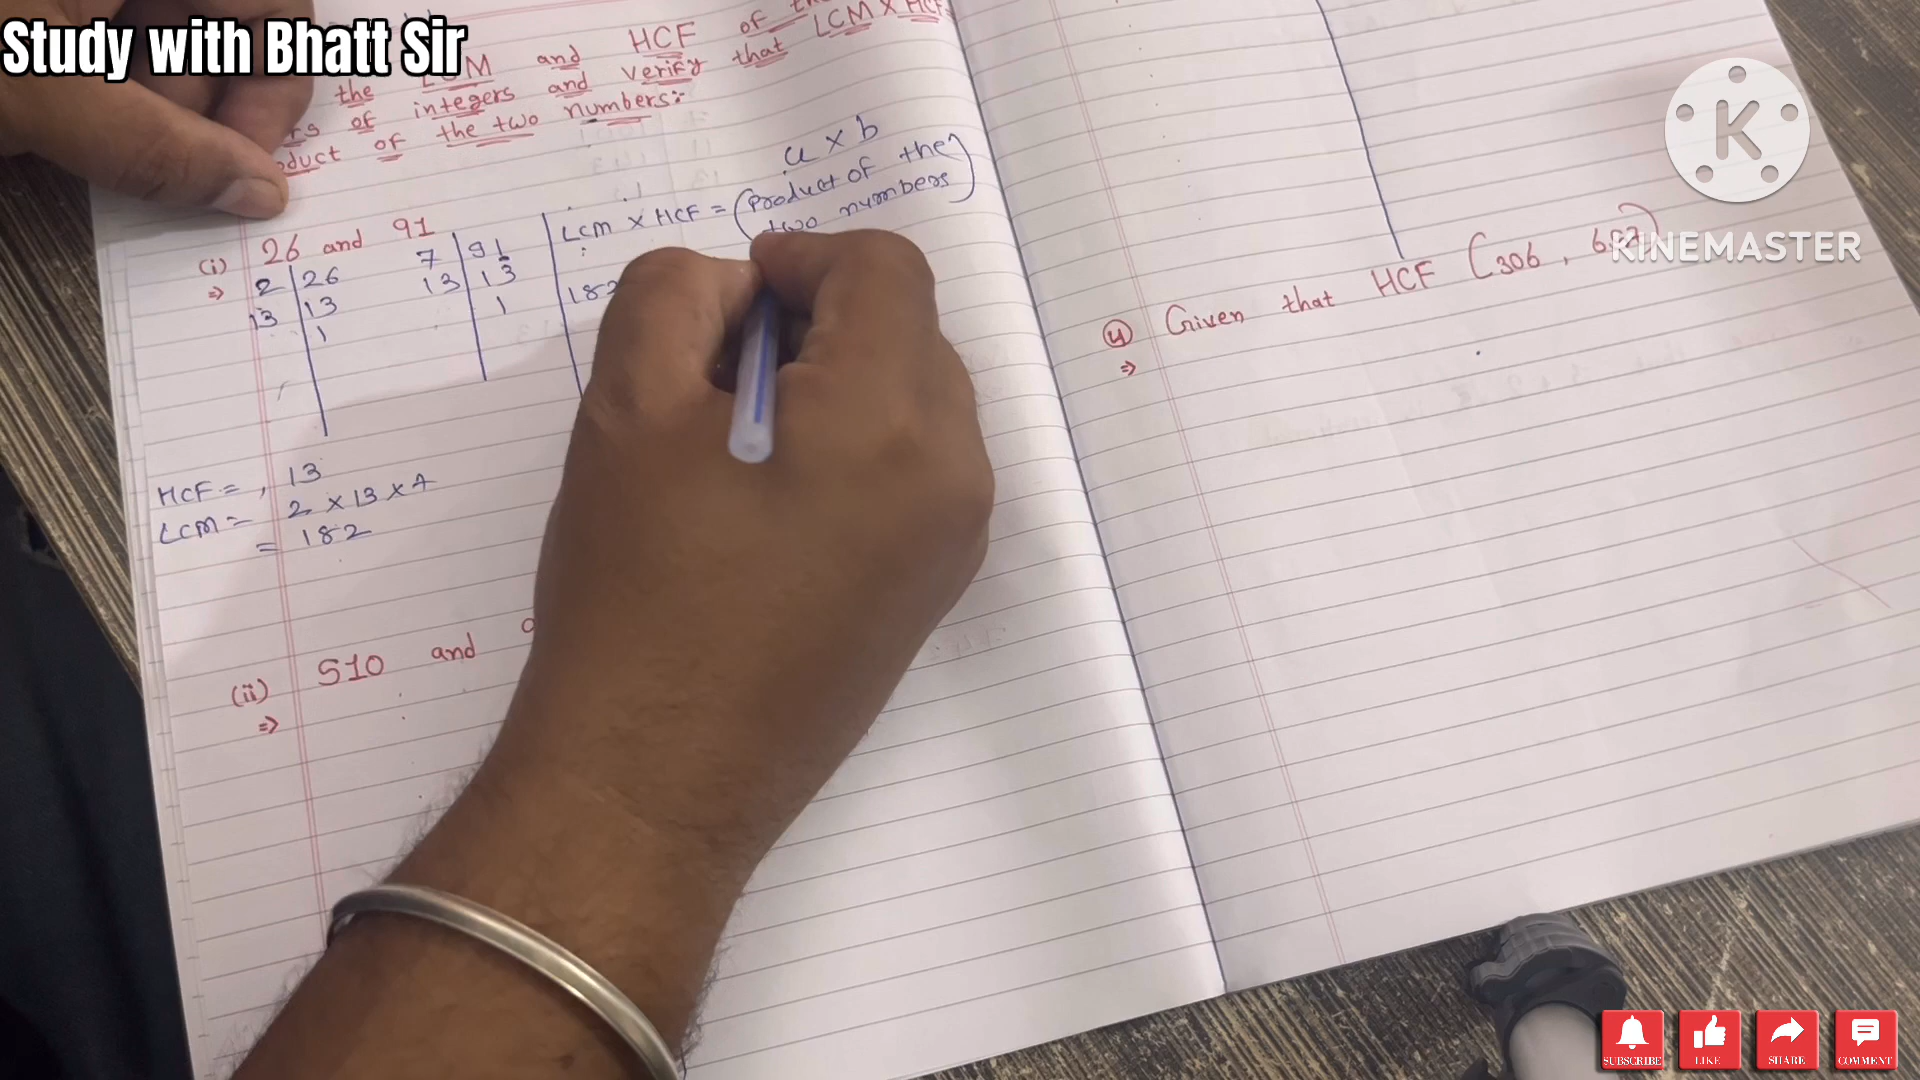 Study with Bhatt Sir
LCM and HCF of
the integers and verify that LCM x HCF =
of
product of the two numbers:-
(i) 26 and 91
⇒ 2 26 7 91
13 13 13 13
1 1
a x b
LCM x HCF = (Product of the
two numbers)
182
HCF = 13
LCM = 2 x 13 x 7
= 182
(ii) 510 and
⇒
KINEMASTER
④ Given that HCF (306, 657)
⇒
SUBSCRIBE LIKE SHARE COMMENT